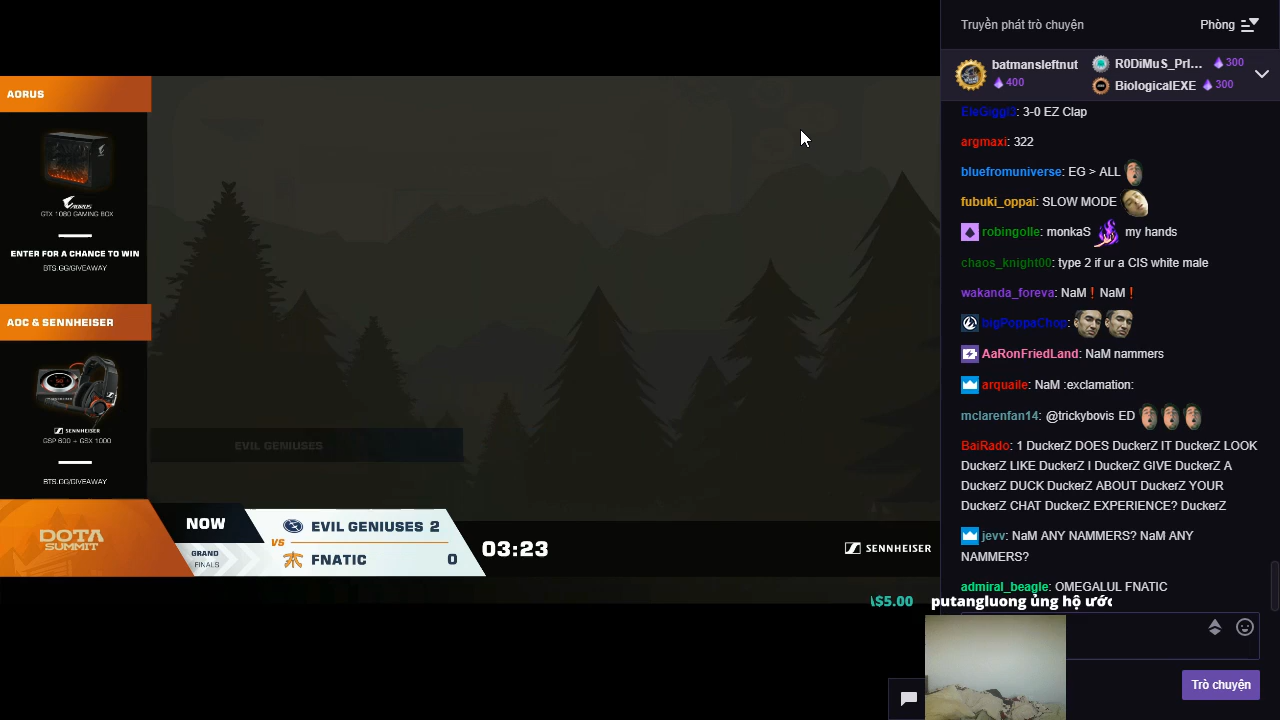 AORUS
AORUS
GTX 1080 GAMING BOX
ENTER FOR A CHANCE TO WIN
BTS.GG/GIVEAWAY
AOC & SENNHEISER
SENNHEISER
GSP 600 + GSX 1000
BTS.GG/GIVEAWAY
EVIL GENIUSES
DOTA
SUMMIT
NOW
GRAND
FINALS
VS
EVIL GENIUSES 2
FNATIC 0
03:23
SENNHEISER
A$5.00 putangluong ủng hộ ước
Truyền phát trò chuyện
Phòng
batmansleftnut
400
R0DiMuS_Pri... 300
BiologicalEXE 300
EleGiggl3: 3-0 EZ Clap
argmaxi: 322
bluefromuniverse: EG > ALL
fubuki_oppai: SLOW MODE
robingolle: monkaS my hands
chaos_knight00: type 2 if ur a CIS white male
wakanda_foreva: NaM ❗ NaM ❗
bigPoppaChop:
AaRonFriedLand: NaM nammers
arquaile: NaM :exclamation:
mclarenfan14: @trickybovis ED
BaiRado: 1 DuckerZ DOES DuckerZ IT DuckerZ LOOK
DuckerZ LIKE DuckerZ I DuckerZ GIVE DuckerZ A
DuckerZ DUCK DuckerZ ABOUT DuckerZ YOUR
DuckerZ CHAT DuckerZ EXPERIENCE? DuckerZ
jevv: NaM ANY NAMMERS? NaM ANY
NAMMERS?
admiral_beagle: OMEGALUL FNATIC
Trò chuyện